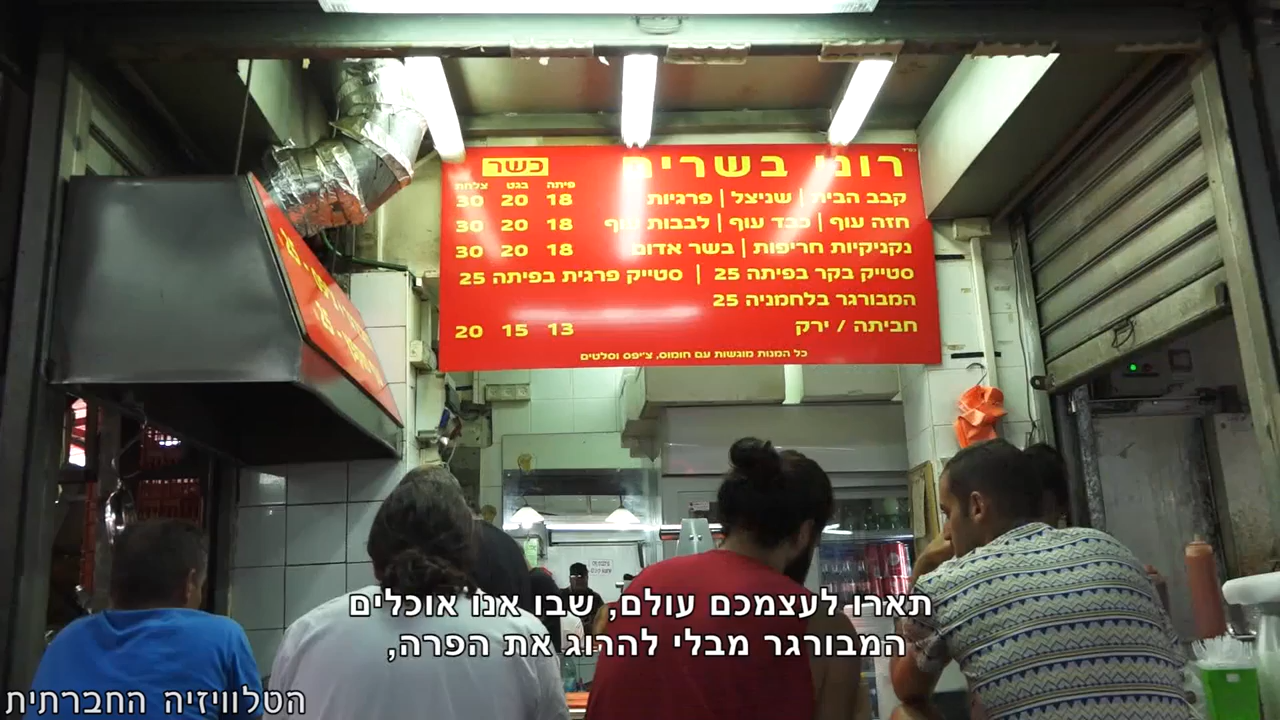 רוני בשרים כשר
פיתה בגט צלחת
קבב הבית | שניצל | פרגיות 18 20 30
חזה עוף | כבד עוף | לבבות עוף 18 20 30
נקניקיות חריפות | בשר אדום 18 20 30
סטייק בקר בפיתה 25 | סטייק פרגית בפיתה 25
המבורגר בלחמניה 25
חביתה / ירק 13 15 20
כל המנות מוגשות עם חומוס, צ'יפס וסלטים
תארו לעצמכם עולם, שבו אנו אוכלים
המבורגר מבלי להרוג את הפרה,
הטלוויזיה החברתית